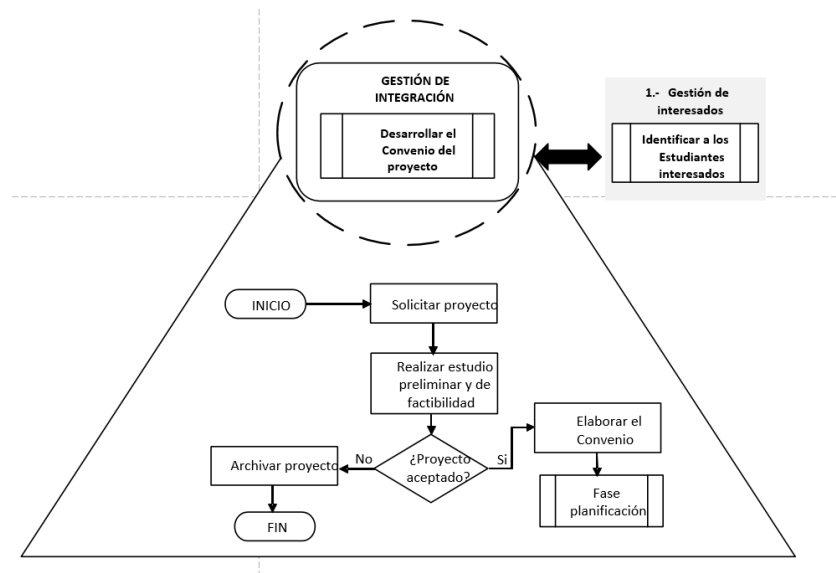 GESTIÓN DE
INTEGRACIÓN
Desarrollar el
Convenio del
proyecto
1.- Gestión de
interesados
Identificar a los
Estudiantes
interesados
INICIO
Solicitar proyecto
Realizar estudio
preliminar y de
factibilidad
¿Proyecto
aceptado?
No
Si
Archivar proyecto
FIN
Elaborar el
Convenio
Fase
planificación